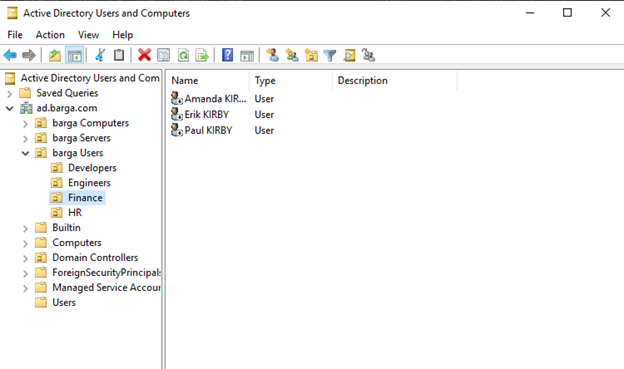 Active Directory Users and Computers
File Action View Help
Active Directory Users and Com
Saved Queries
ad.barga.com
barga Computers
barga Servers
barga Users
Developers
Engineers
Finance
HR
Builtin
Computers
Domain Controllers
ForeignSecurityPrincipals
Managed Service Accour
Users
Name Type Description
Amanda KIR... User
Erik KIRBY User
Paul KIRBY User